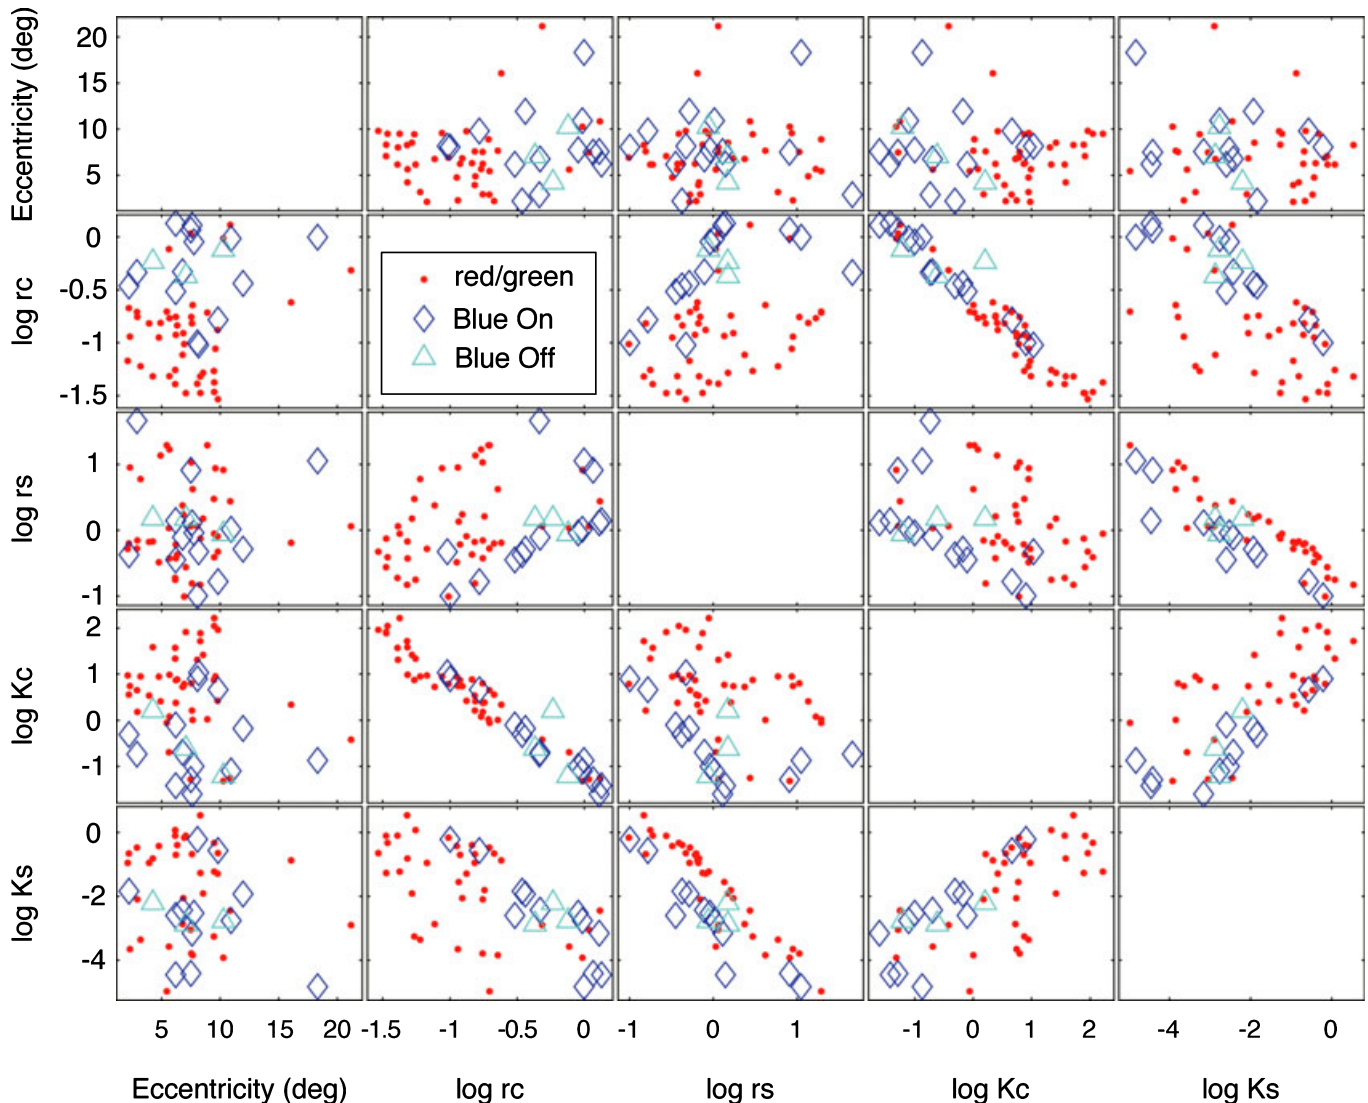 Eccentricity (deg)
20
15
10
5
log rc
0
-0.5
-1
-1.5
red/green
Blue On
Blue Off
log rs
1
0
-1
log Kc
2
1
0
-1
log Ks
0
-2
-4
5 10 15 20 -1.5 -1 -0.5 0 -1 0 1 -1 0 1 2 -4 -2 0
Eccentricity (deg) log rc log rs log Kc log Ks